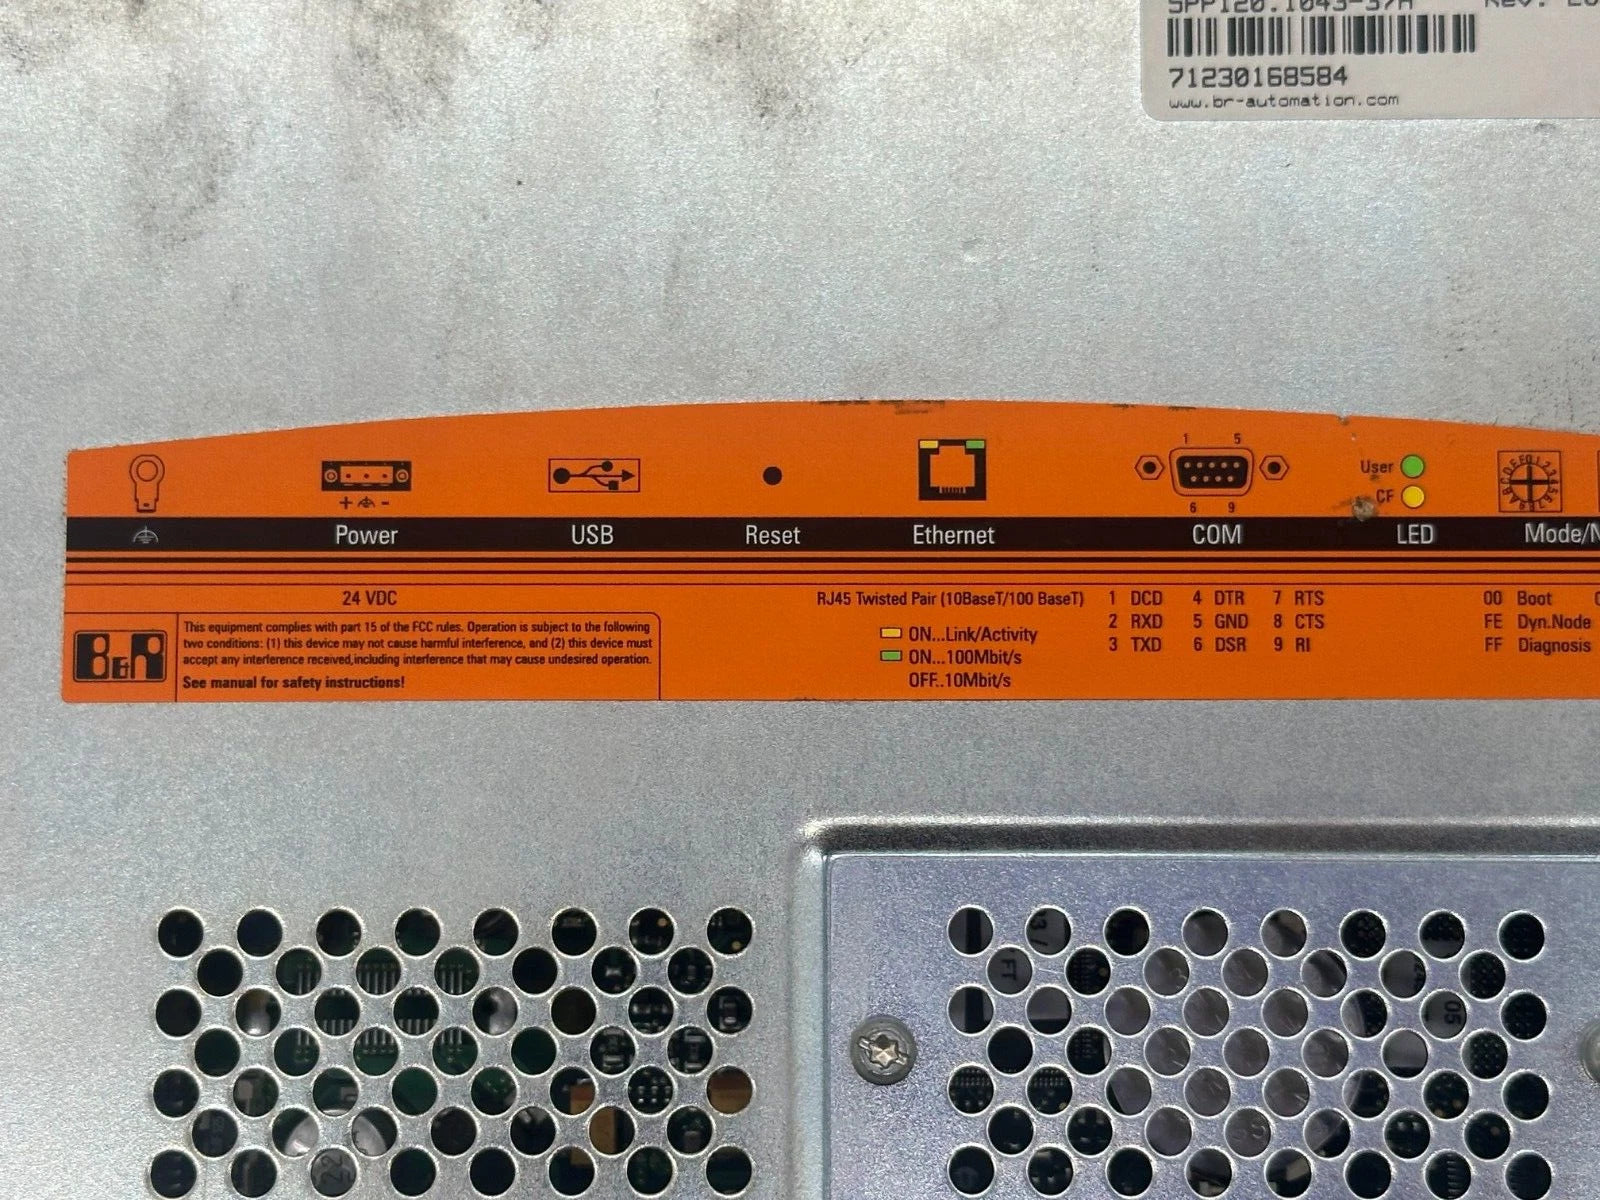 5PP120.1043-37A Rev.
71230168584
www.br-automation.com
1 5
User
CF
+ -
6 9
Power USB Reset Ethernet COM LED
24 VDC
RJ45 Twisted Pair (10BaseT/100 BaseT)
ON...Link/Activity
ON...100Mbit/s
OFF..10Mbit/s
1 DCD 4 DTR 7 RTS
2 RXD 5 GND 8 CTS
3 TXD 6 DSR 9 RI
00 Boot
FE Dyn.Node
FF Diagnosis
B&R
This equipment complies with part 15 of the FCC rules. Operation is subject to the following
two conditions: (1) this device may not cause harmful interference, and (2) this device must
accept any interference received,including interference that may cause undesired operation.
See manual for safety instructions!